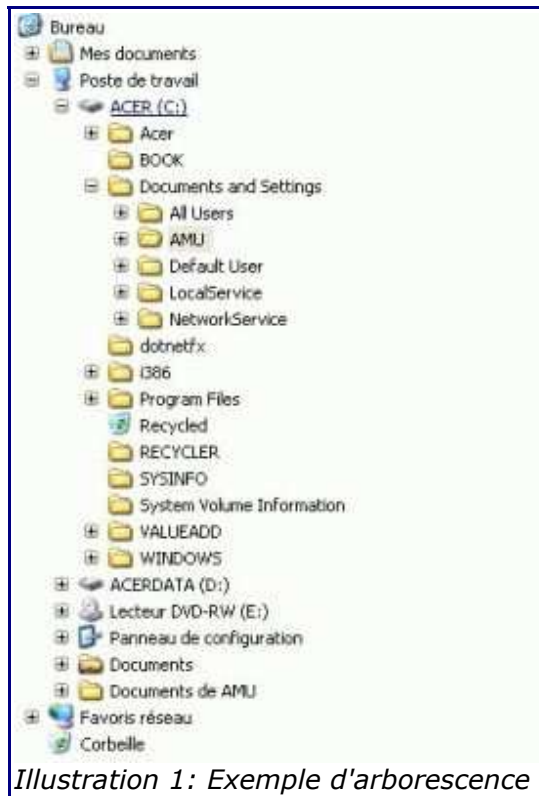 Bureau
Mes documents
Poste de travail
ACER (C:)
Acer
BOOK
Documents and Settings
All Users
AMU
Default User
LocalService
NetworkService
dotnetfx
i386
Program Files
Recycled
RECYCLER
SYSINFO
System Volume Information
VALUEADD
WINDOWS
ACERDATA (D:)
Lecteur DVD-RW (E:)
Panneau de configuration
Documents
Documents de AMU
Favoris réseau
Corbeille
Illustration 1: Exemple d'arborescence